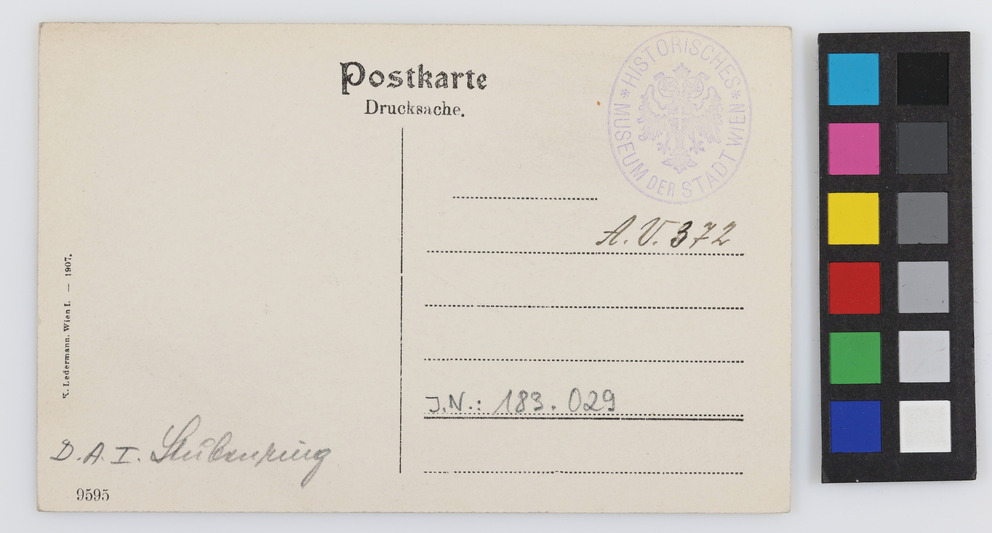 Postkarte
Drucksache.
* HISTORISCHES * MUSEUM DER STADT WIEN
A. V. 372
J.N.: 183.029
K. Ledermann, Wien I. — 1907.
D. A. I. Stubenring
9595